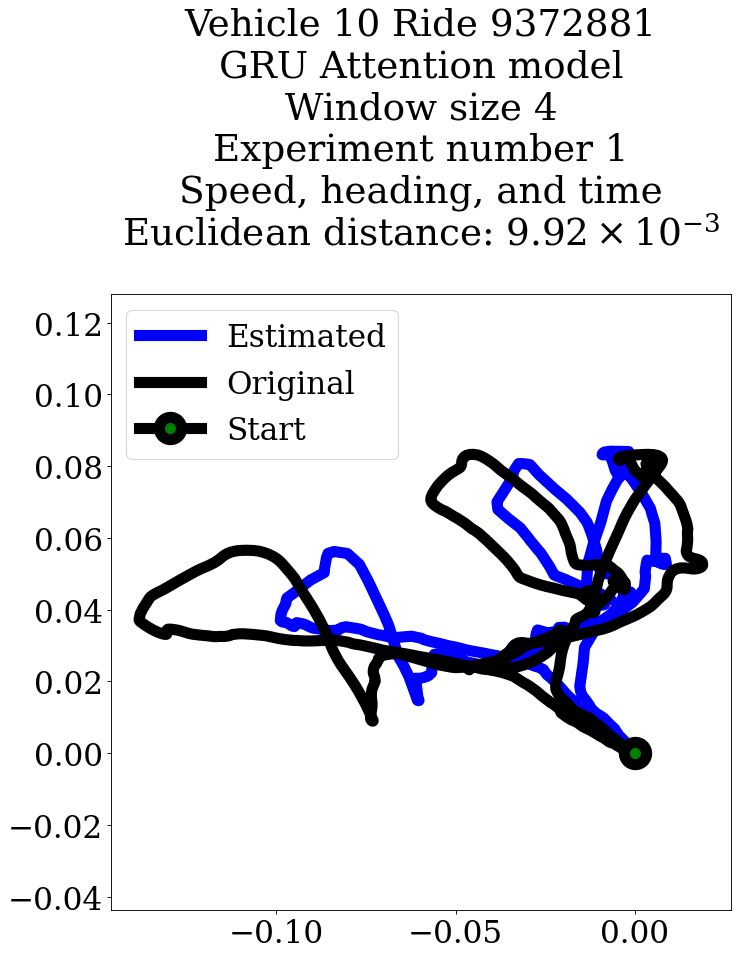 Vehicle 10 Ride 9372881
GRU Attention model
Window size 4
Experiment number 1
Speed, heading, and time
Euclidean distance: 9.92 × 10⁻³
0.12
0.10
0.08
0.06
0.04
0.02
0.00
−0.02
−0.04
Estimated
Original
Start
−0.10 −0.05 0.00